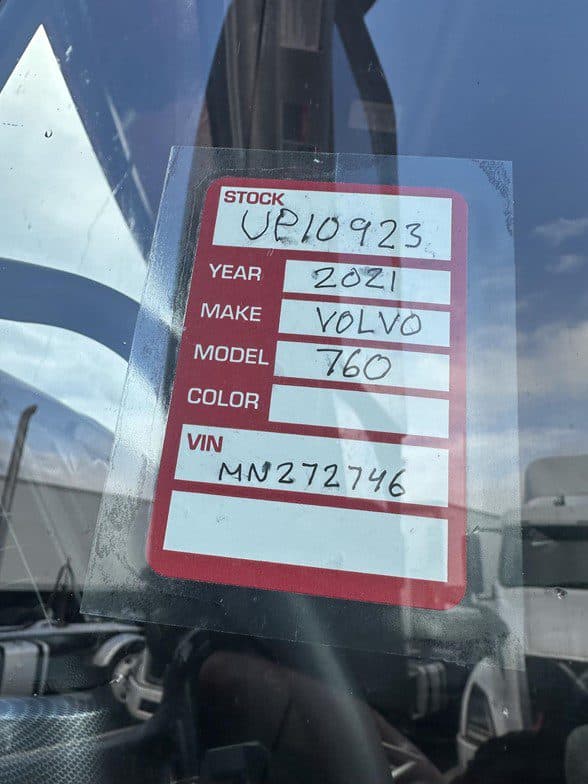 STOCK
UP10923
YEAR 2021
MAKE VOLVO
MODEL 760
COLOR
VIN
MN272746